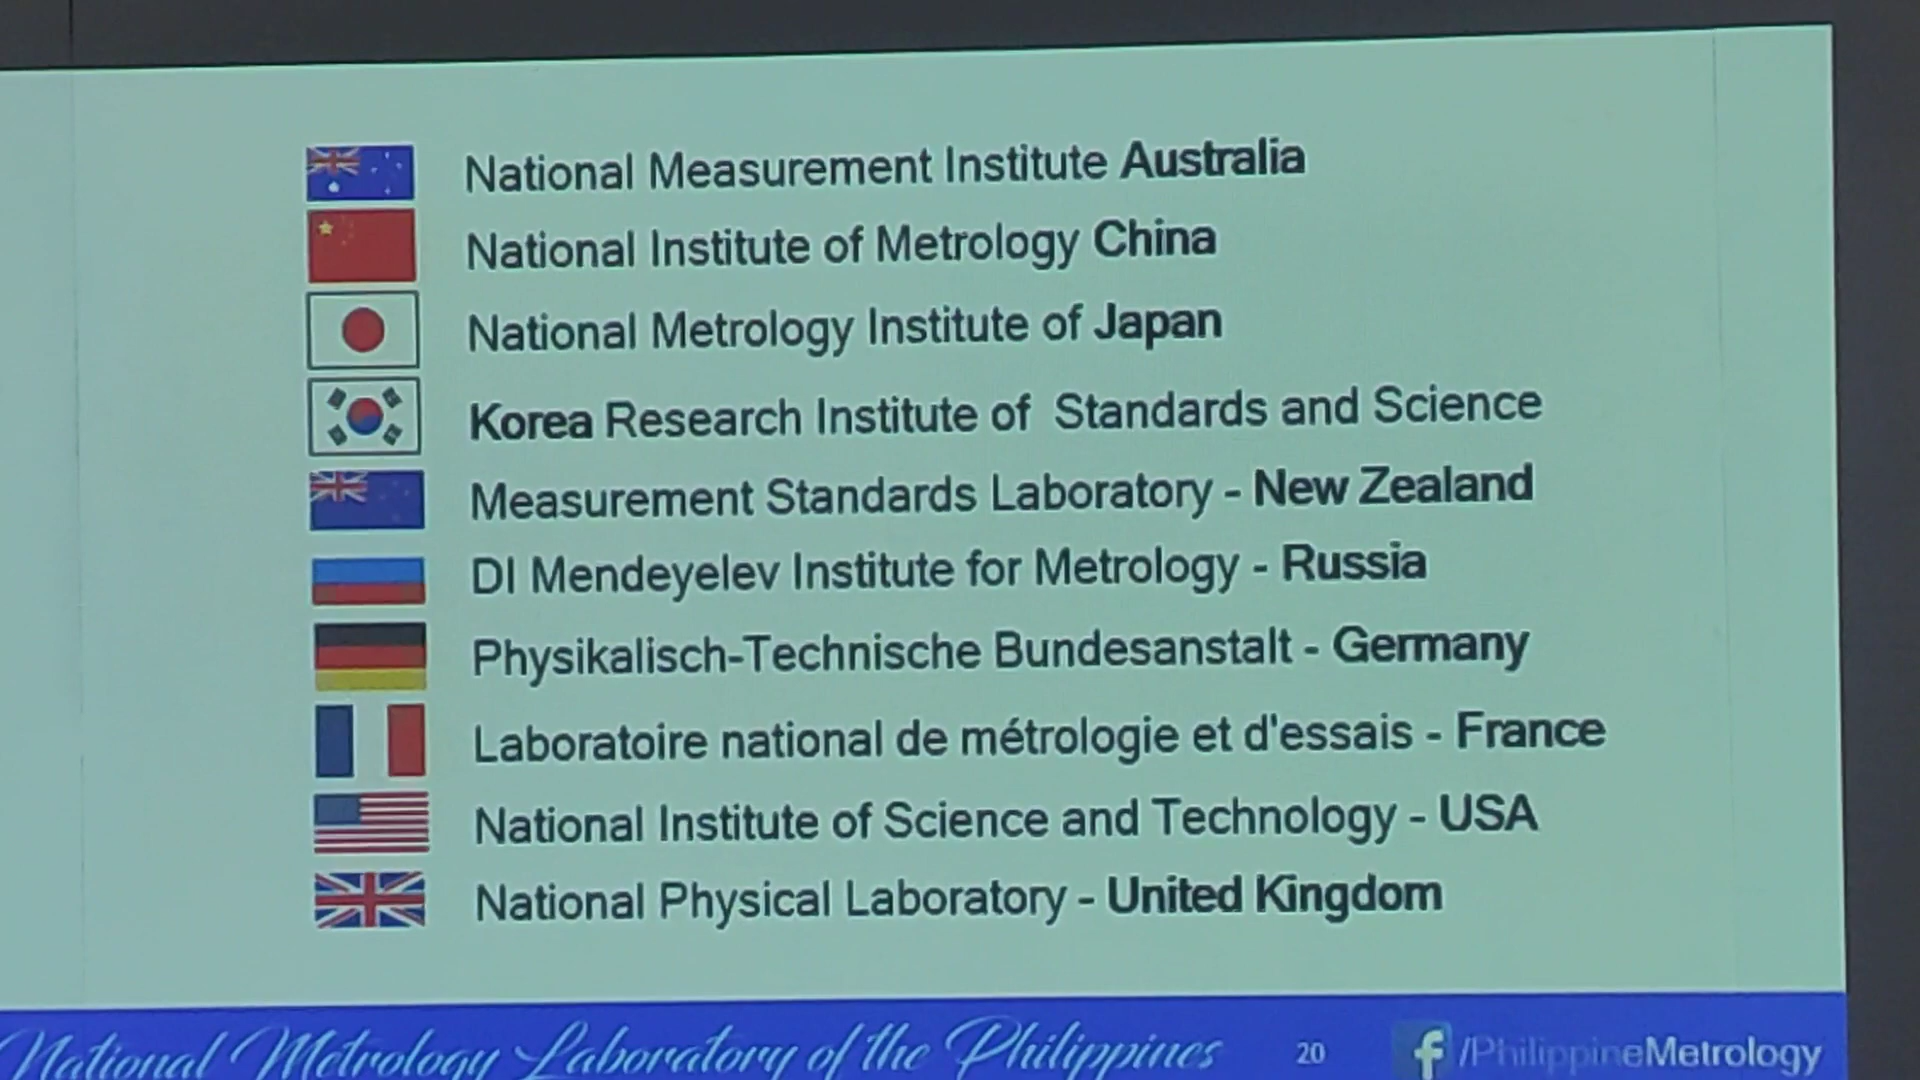 National Measurement Institute Australia
National Institute of Metrology China
National Metrology Institute of Japan
Korea Research Institute of Standards and Science
Measurement Standards Laboratory - New Zealand
DI Mendeyelev Institute for Metrology - Russia
Physikalisch-Technische Bundesanstalt - Germany
Laboratoire national de métrologie et d'essais - France
National Institute of Science and Technology - USA
National Physical Laboratory - United Kingdom
National Metrology Laboratory of the Philippines 20 f /PhilippineMetrology